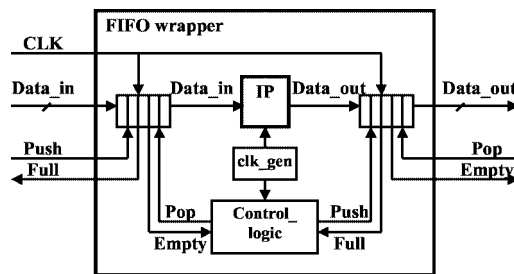 FIFO wrapper
CLK
Data_in Data_in IP Data_out Data_out
Push clk_gen Pop
Full Empty
Pop Control_ Push
Empty logic Full